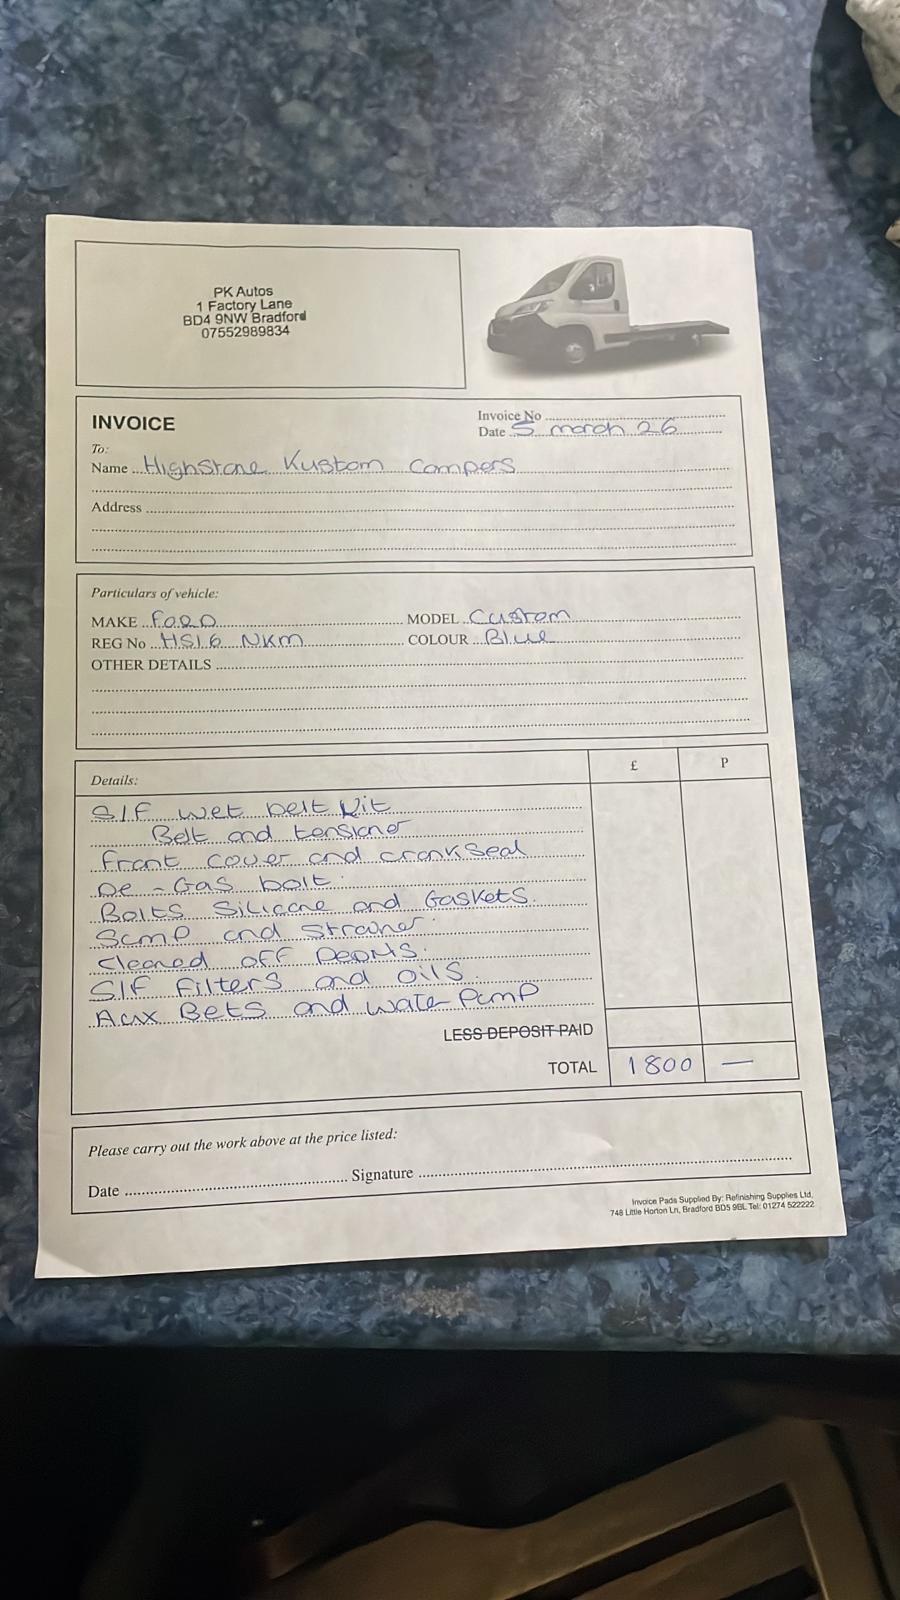 PK Autos
1 Factory Lane
BD4 9NW Bradford
07552989834
INVOICE
Invoice No
Date 5 march 26
To:
Name Highstone Kustom Campers
Address
Particulars of vehicle:
MAKE FORD MODEL Custom
REG No HS16 NKM COLOUR Blue
OTHER DETAILS
Details: £ P
S/F wet belt Kit
Belt and tensioner
front cover and crank seal
De-Gas bolt.
Bolts Silicone and Gaskets.
Sump and Strainer.
Cleaned off Deputs.
S/F Filters and oils.
Aux Bets and water Pump
LESS DEPOSIT PAID
TOTAL 1800 —
Please carry out the work above at the price listed:
Date Signature
Invoice Pads Supplied By: Refinishing Supplies Ltd,
748 Little Horton Ln, Bradford BD5 9BL Tel: 01274 522222